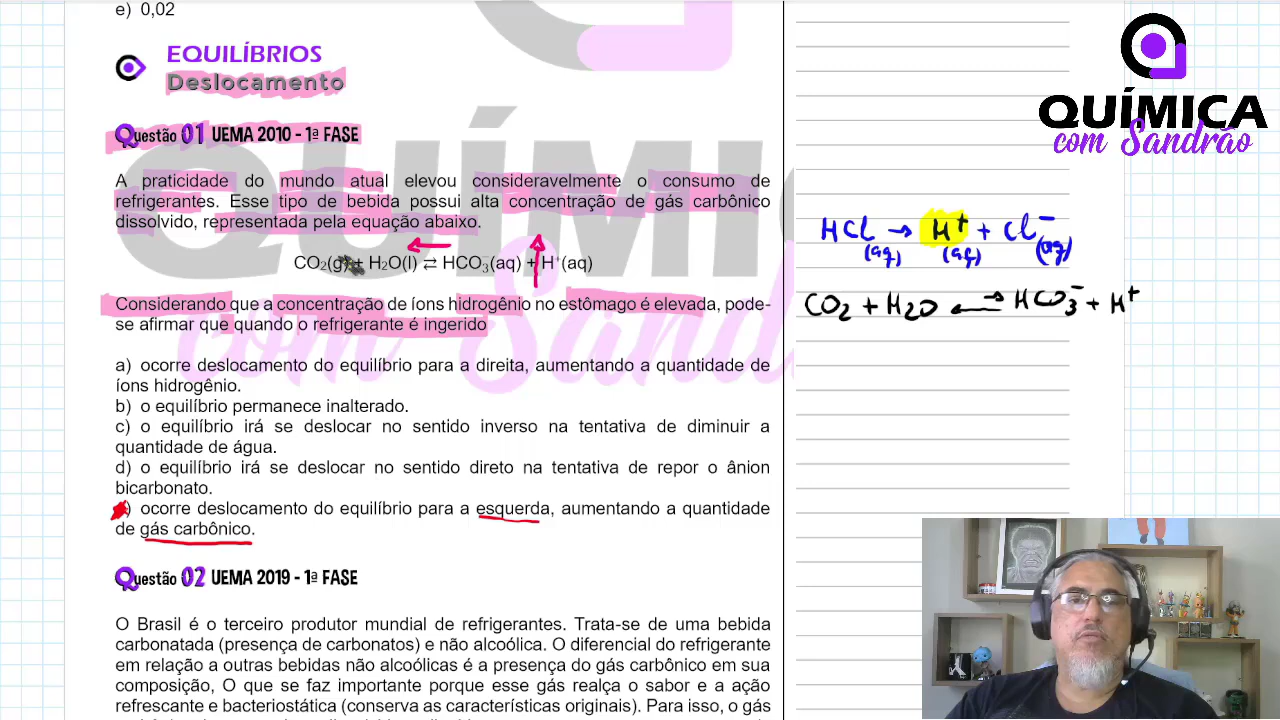 e) 0,02
EQUILÍBRIOS
Deslocamento
Questão 01 UEMA 2010 - 1ª FASE
A praticidade do mundo atual elevou consideravelmente o consumo de
refrigerantes. Esse tipo de bebida possui alta concentração de gás carbônico
dissolvido, representada pela equação abaixo.
CO₂(g) + H₂O(l) ⇄ HCO₃⁻(aq) + H⁺(aq)
Considerando que a concentração de íons hidrogênio no estômago é elevada, pode-
se afirmar que quando o refrigerante é ingerido
a) ocorre deslocamento do equilíbrio para a direita, aumentando a quantidade de
íons hidrogênio.
b) o equilíbrio permanece inalterado.
c) o equilíbrio irá se deslocar no sentido inverso na tentativa de diminuir a
quantidade de água.
d) o equilíbrio irá se deslocar no sentido direto na tentativa de repor o ânion
bicarbonato.
) ocorre deslocamento do equilíbrio para a esquerda, aumentando a quantidade
de gás carbônico.
Questão 02 UEMA 2019 - 1ª FASE
O Brasil é o terceiro produtor mundial de refrigerantes. Trata-se de uma bebida
carbonatada (presença de carbonatos) e não alcoólica. O diferencial do refrigerante
em relação a outras bebidas não alcoólicas é a presença do gás carbônico em sua
composição, O que se faz importante porque esse gás realça o sabor e a ação
refrescante e bacteriostática (conserva as características originais). Para isso, o gás
QUÍMICA
com Sandrão
HCl(aq) → H⁺(aq) + Cl⁻(aq)
CO₂ + H₂O ⇄ HCO₃⁻ + H⁺
QUÍMI
com Sandr